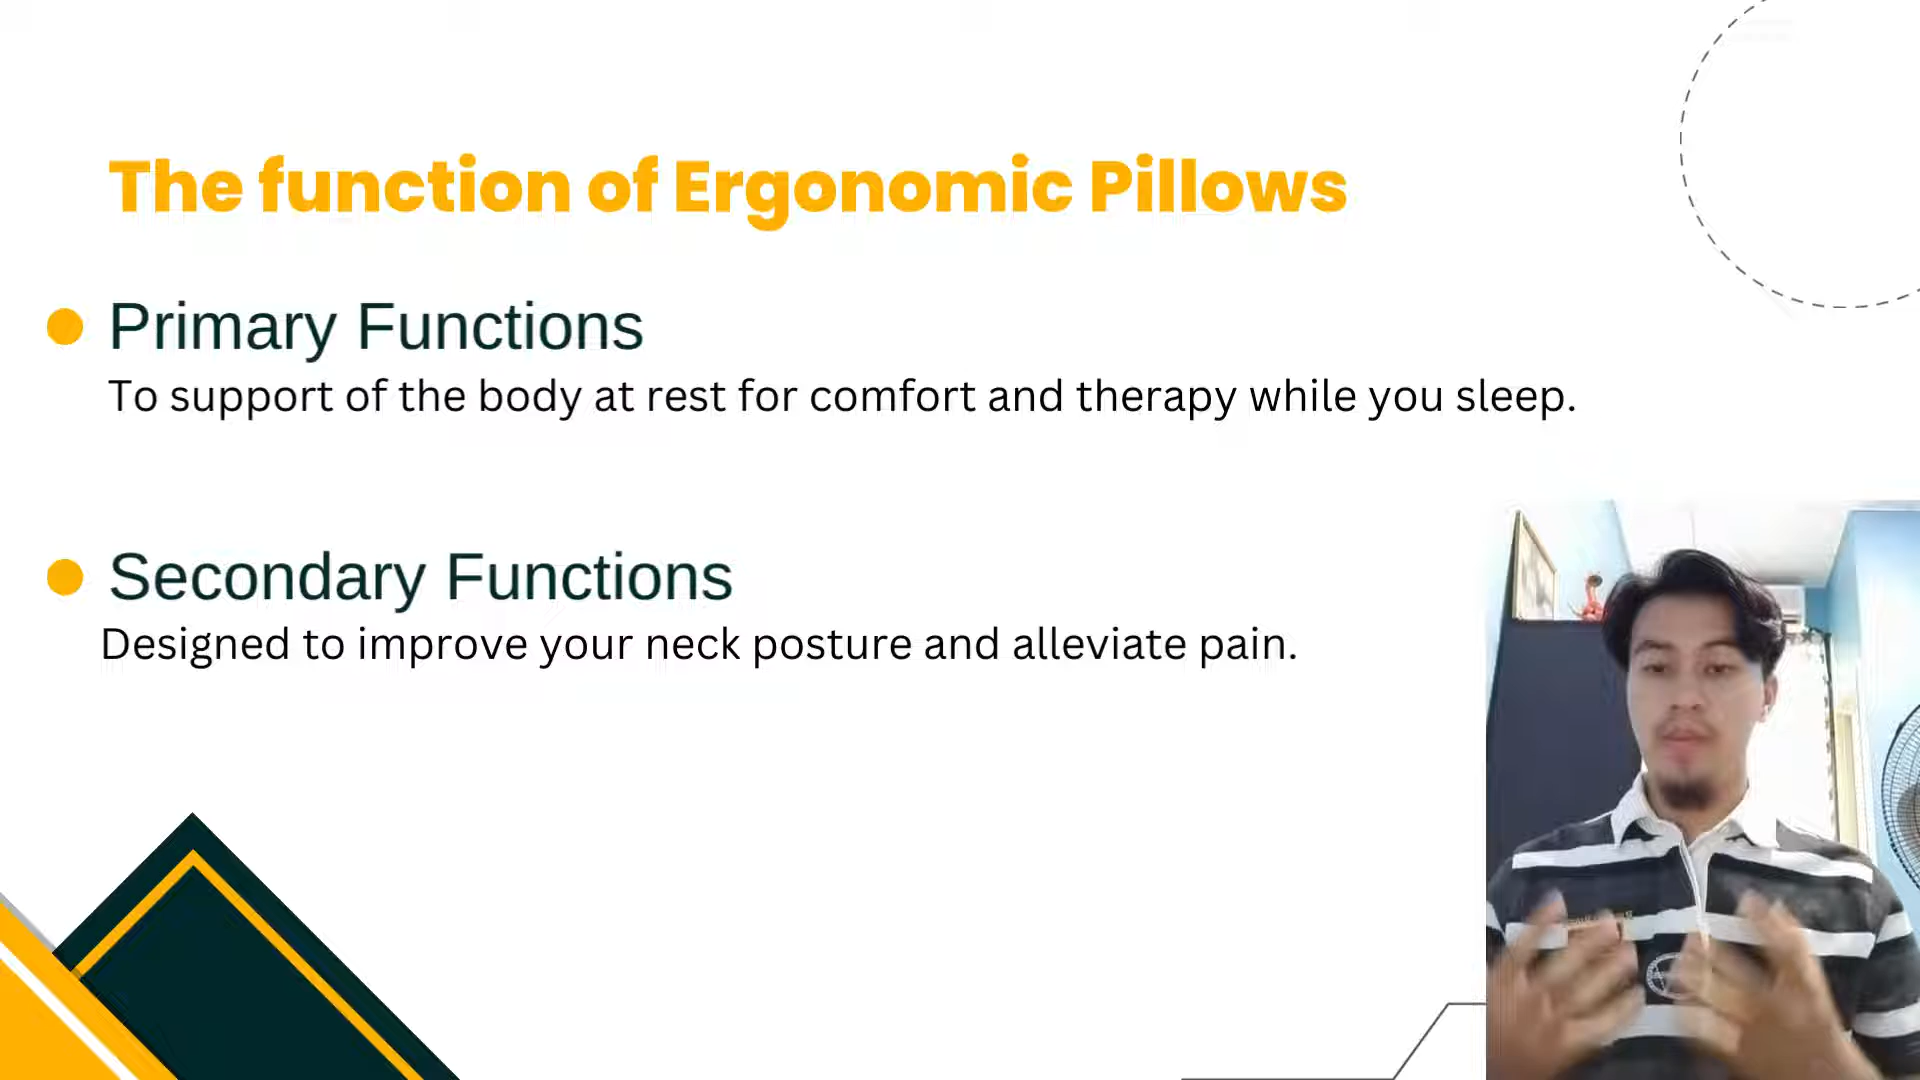 The function of Ergonomic Pillows
Primary Functions
To support of the body at rest for comfort and therapy while you sleep.
Secondary Functions
Designed to improve your neck posture and alleviate pain.